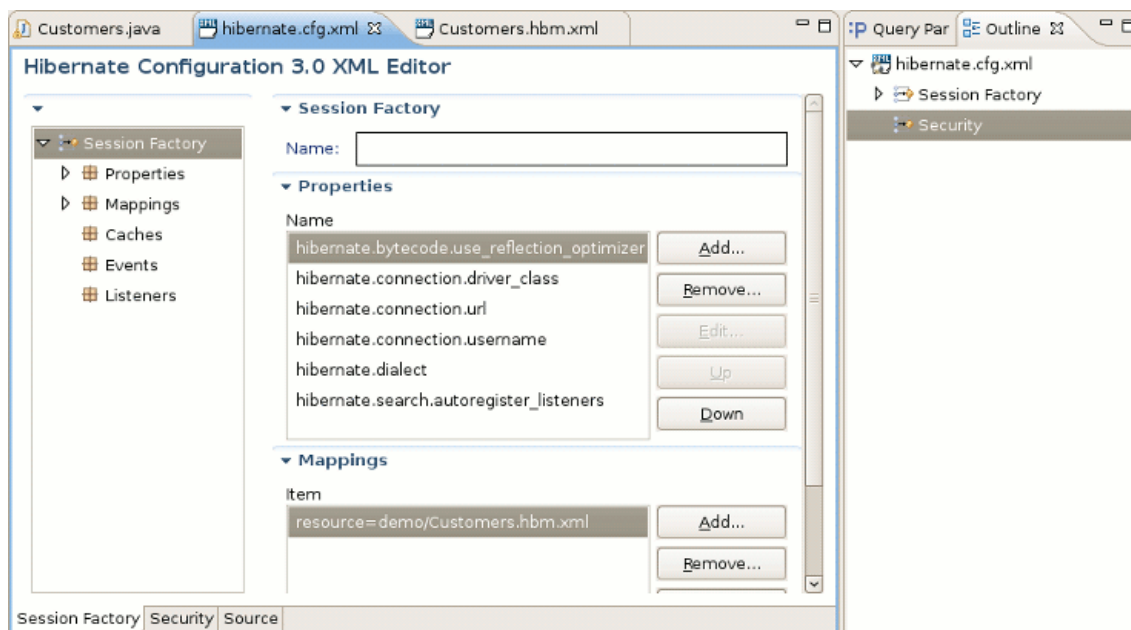 Customers.java
hibernate.cfg.xml
Customers.hbm.xml
Hibernate Configuration 3.0 XML Editor
Session Factory
Properties
Mappings
Caches
Events
Listeners
Session Factory
Name:
Properties
Name
hibernate.bytecode.use_reflection_optimizer
hibernate.connection.driver_class
hibernate.connection.url
hibernate.connection.username
hibernate.dialect
hibernate.search.autoregister_listeners
Add...
Remove...
Edit...
Up
Down
Mappings
Item
resource=demo/Customers.hbm.xml
Add...
Remove...
Session Factory
Security
Source
Query Par
Outline
hibernate.cfg.xml
Session Factory
Security